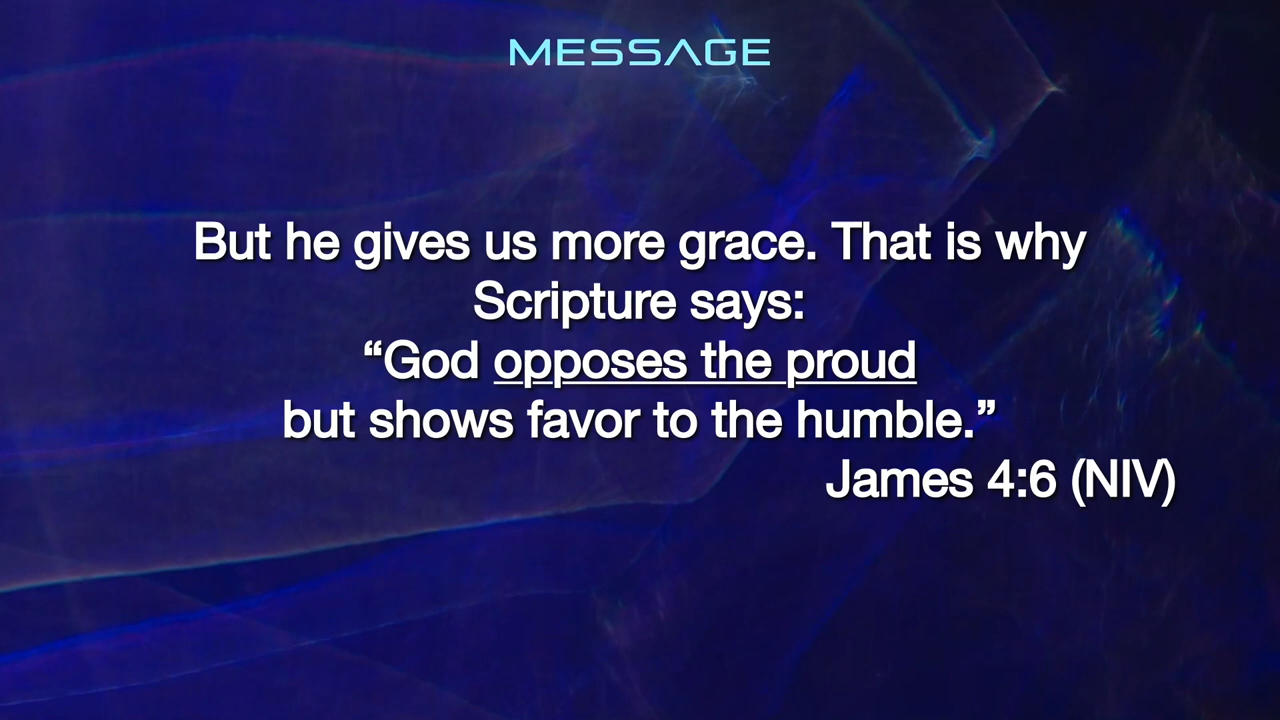 MESSAGE
But he gives us more grace. That is why
Scripture says:
“God opposes the proud
but shows favor to the humble.”
James 4:6 (NIV)